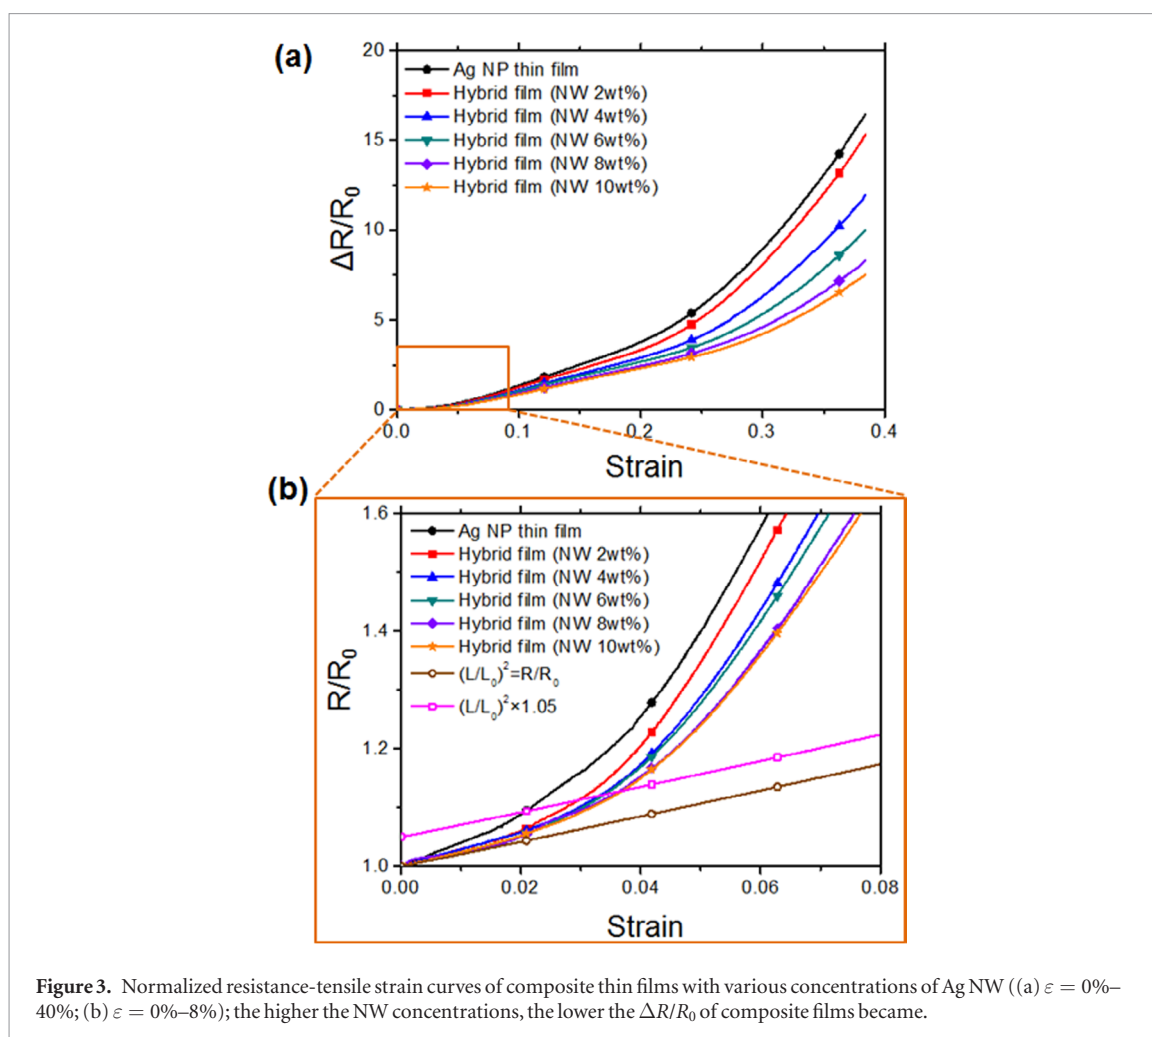 (a)
20
15
10
5
0
ΔR/R₀
Ag NP thin film
Hybrid film (NW 2wt%)
Hybrid film (NW 4wt%)
Hybrid film (NW 6wt%)
Hybrid film (NW 8wt%)
Hybrid film (NW 10wt%)
0.0 0.1 0.2 0.3 0.4
Strain
(b)
1.6
1.4
1.2
1.0
R/R₀
Ag NP thin film
Hybrid film (NW 2wt%)
Hybrid film (NW 4wt%)
Hybrid film (NW 6wt%)
Hybrid film (NW 8wt%)
Hybrid film (NW 10wt%)
(L/L₀)²=R/R₀
(L/L₀)²×1.05
0.00 0.02 0.04 0.06 0.08
Strain
Figure 3. Normalized resistance-tensile strain curves of composite thin films with various concentrations of Ag NW ((a) ε = 0%–
40%; (b) ε = 0%–8%); the higher the NW concentrations, the lower the ΔR/R₀ of composite films became.